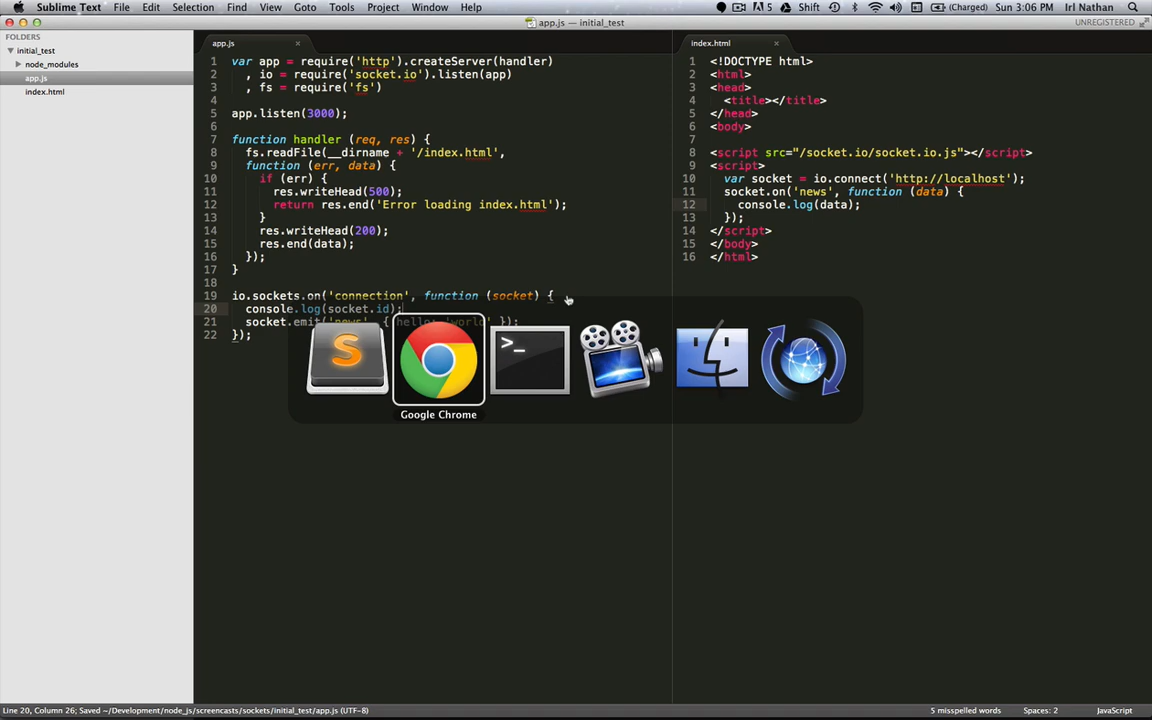 Sublime Text File Edit Selection Find View Goto Tools Project Window Help 5 Shift (Charged) Sun 3:06 PM Irl Nathan
app.js — initial_test UNREGISTERED
FOLDERS
initial_test
node_modules
app.js
index.html
app.js ×
1 var app = require('http').createServer(handler)
2 , io = require('socket.io').listen(app)
3 , fs = require('fs')
4
5 app.listen(3000);
6
7 function handler (req, res) {
8 fs.readFile(__dirname + '/index.html',
9 function (err, data) {
10 if (err) {
11 res.writeHead(500);
12 return res.end('Error loading index.html');
13 }
14 res.writeHead(200);
15 res.end(data);
16 });
17 }
18
19 io.sockets.on('connection', function (socket) {
20 console.log(socket.id);
21 socket.emit('news', { hello: 'world' });
22 });
index.html ×
1 <!DOCTYPE html>
2 <html>
3 <head>
4 <title></title>
5 </head>
6 <body>
7
8 <script src="/socket.io/socket.io.js"></script>
9 <script>
10 var socket = io.connect('http://localhost');
11 socket.on('news', function (data) {
12 console.log(data);
13 });
14 </script>
15 </body>
16 </html>
S
>_
Google Chrome
Line 20, Column 26; Saved ~/Development/node_js/screencasts/sockets/initial_test/app.js (UTF-8) 5 misspelled words Spaces: 2 JavaScript